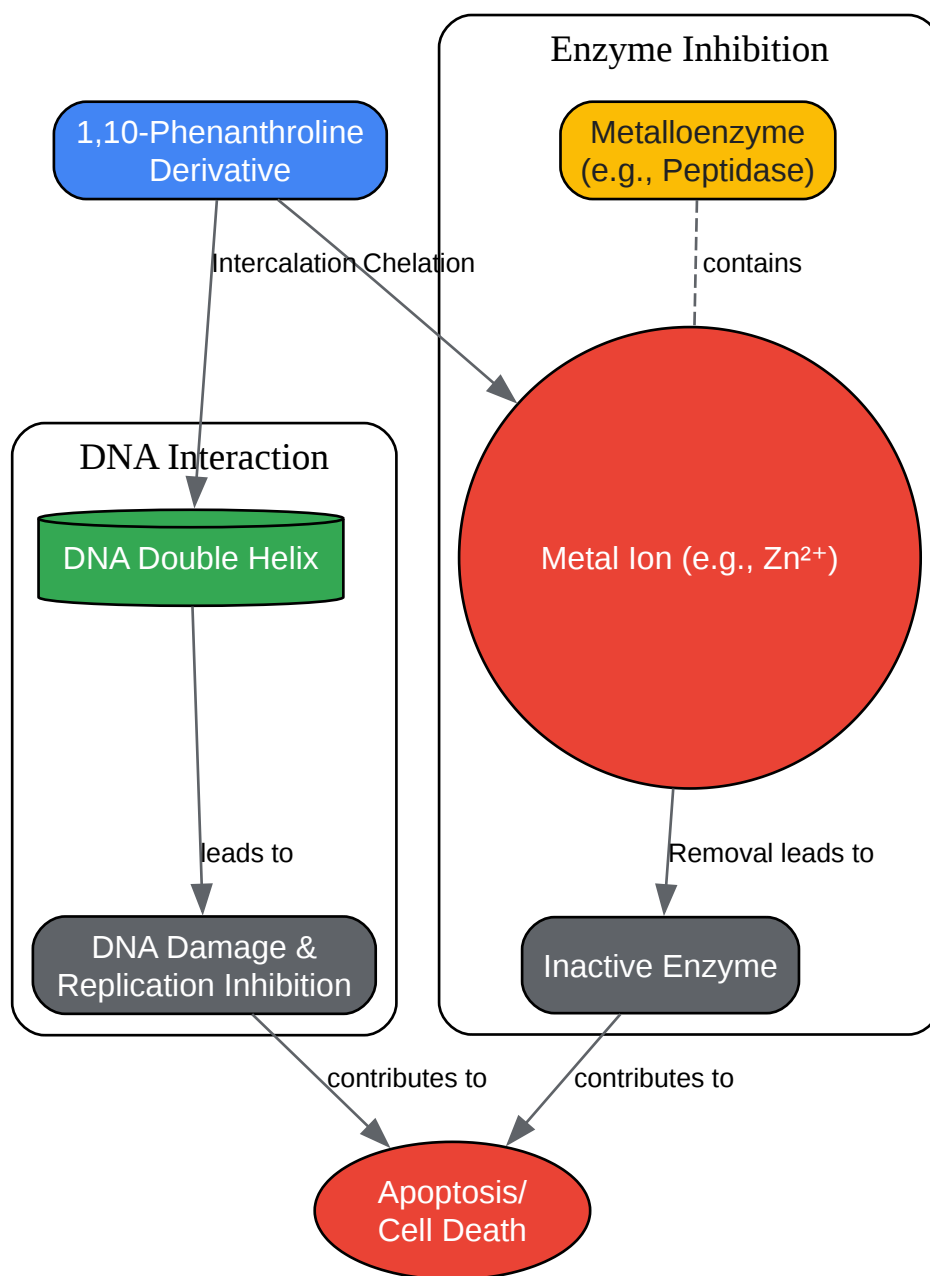 Enzyme Inhibition
1,10-Phenanthroline
Derivative
Metalloenzyme
(e.g., Peptidase)
Intercalation
Chelation
contains
DNA Interaction
DNA Double Helix
Metal Ion (e.g., Zn²⁺)
leads to
Removal leads to
DNA Damage &
Replication Inhibition
Inactive Enzyme
contributes to
contributes to
Apoptosis/
Cell Death